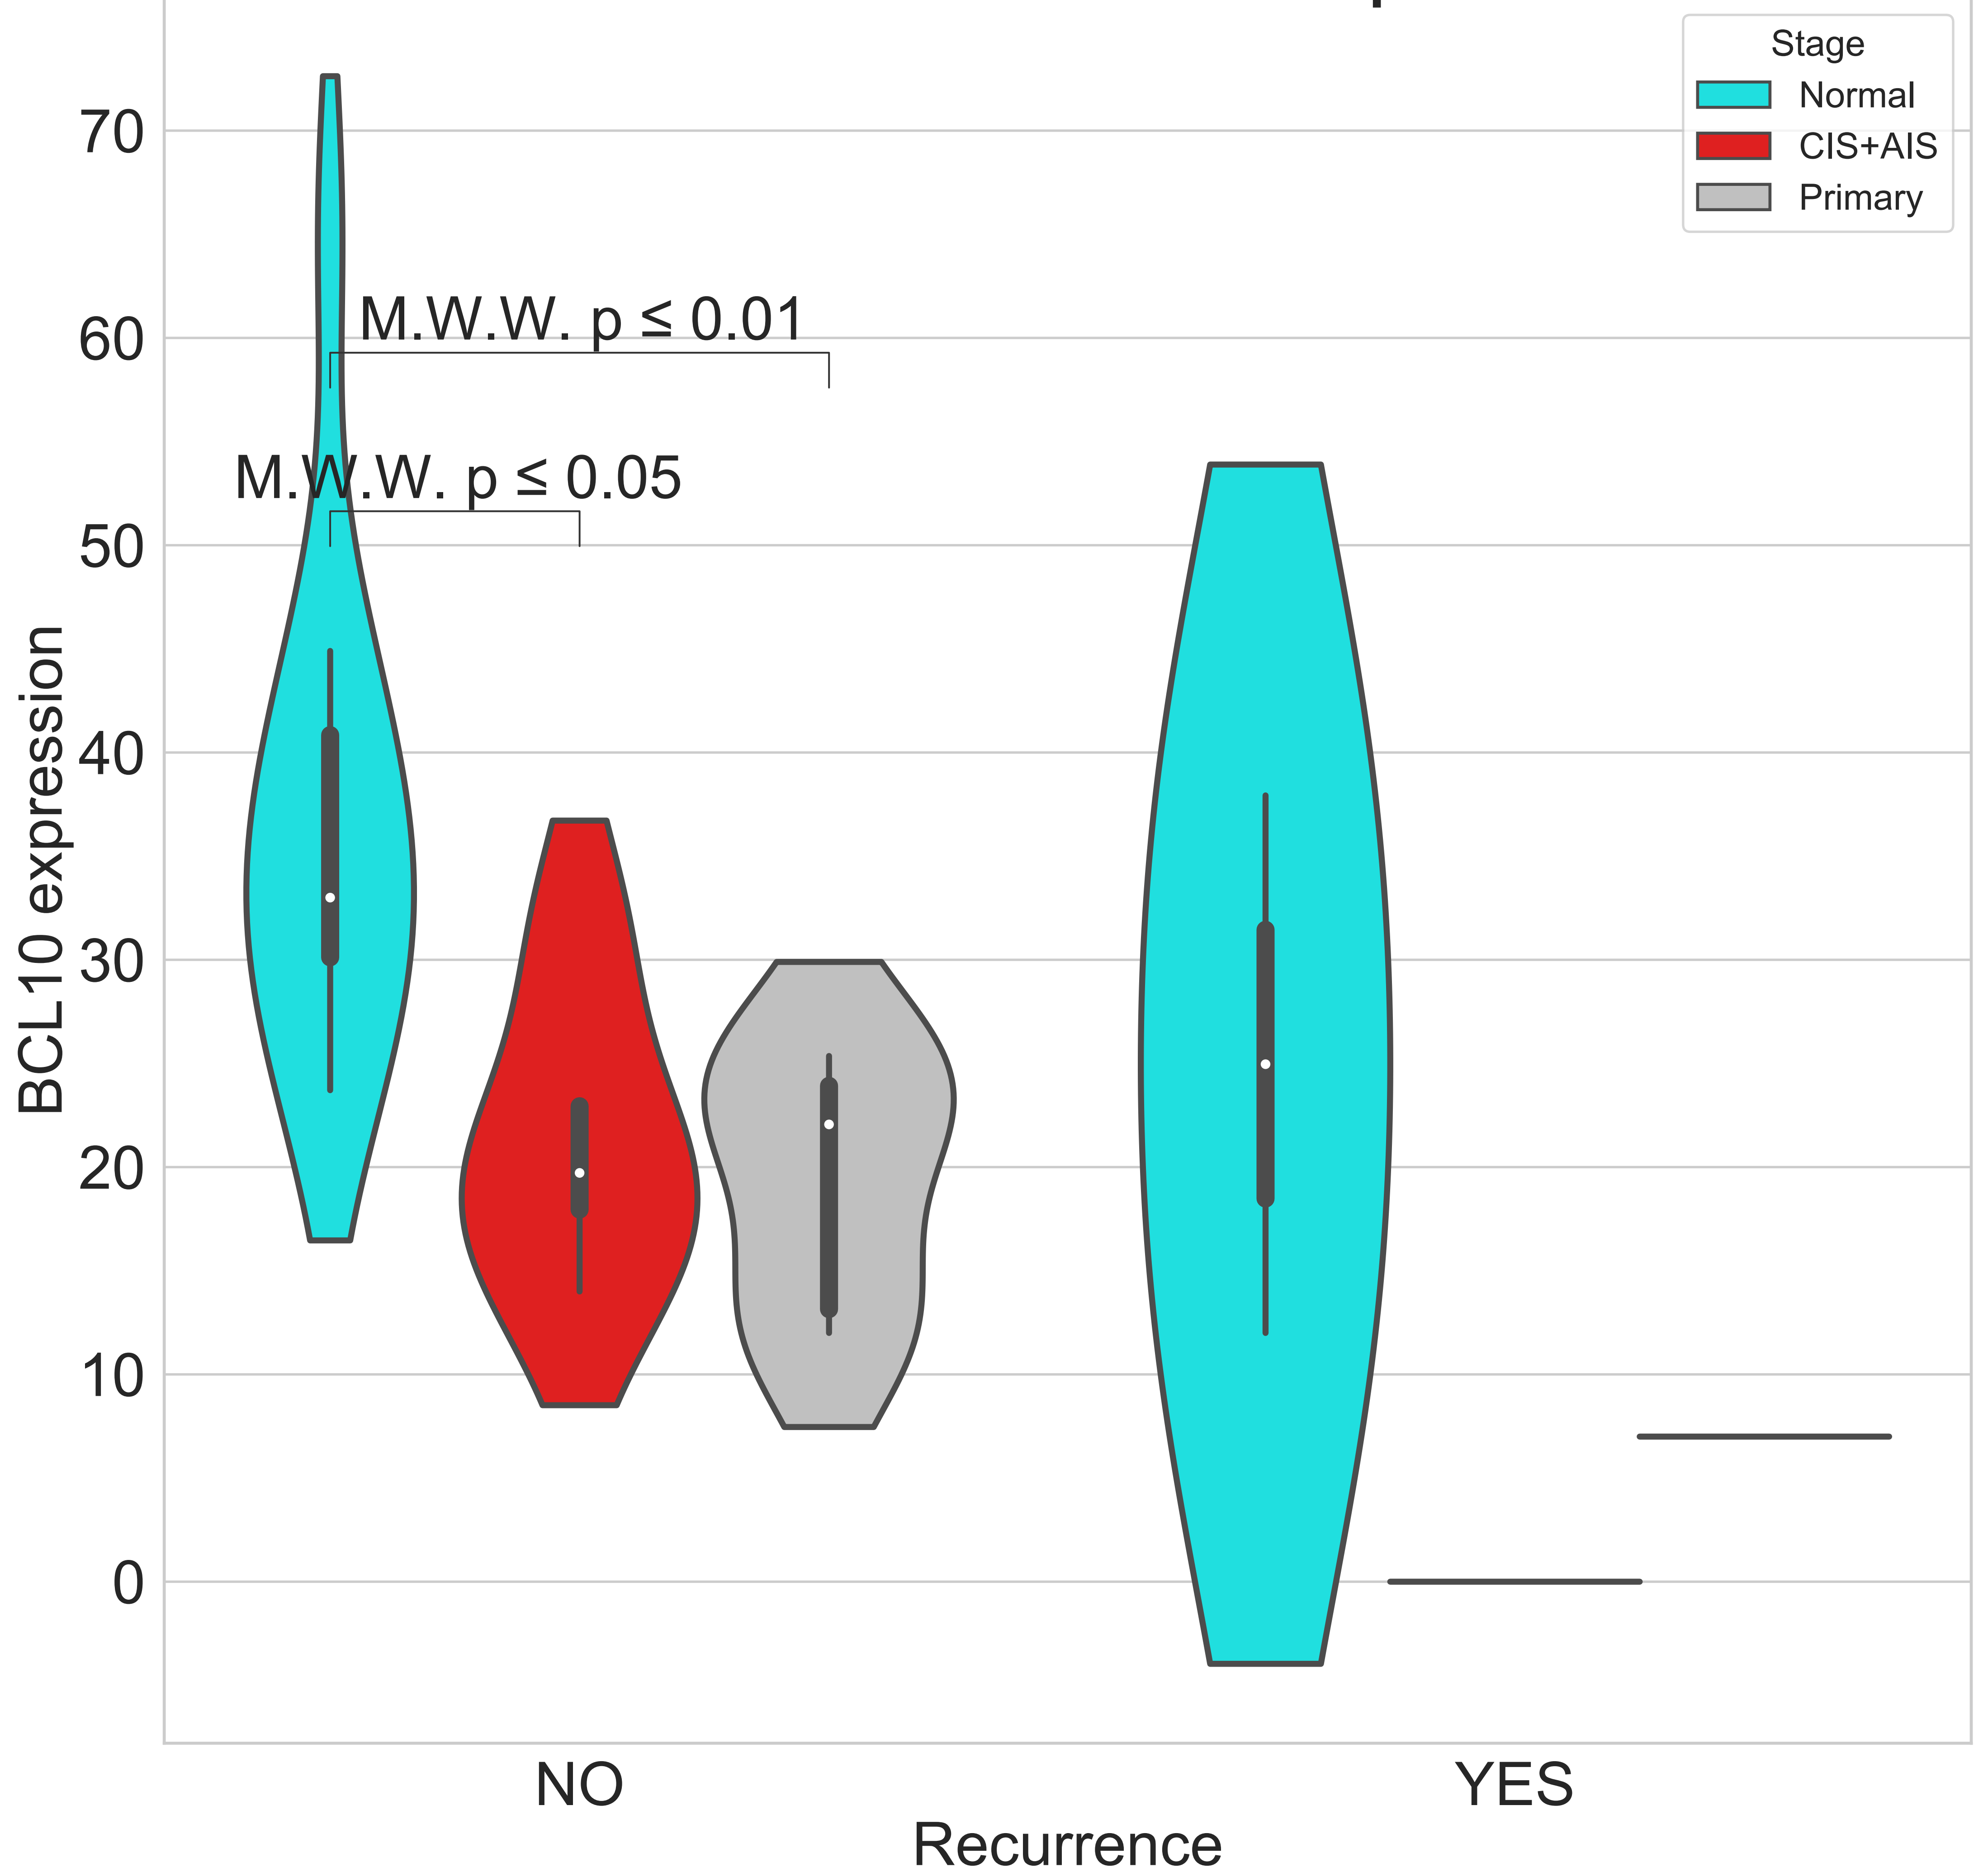 Stage
Normal
CIS+AIS
Primary
70
60
50
40
30
20
10
0
BCL10 expression
M.W.W. p ≤ 0.01
M.W.W. p ≤ 0.05
NO
YES
Recurrence